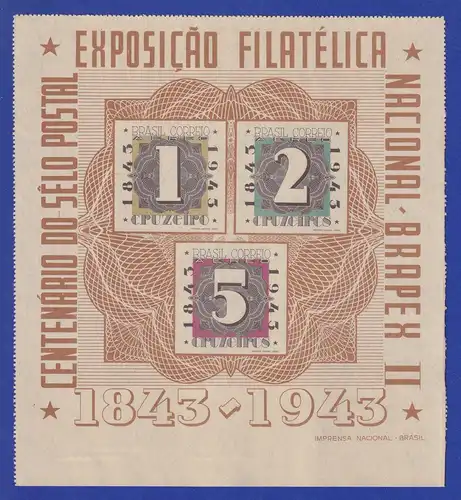 ★ EXPOSIÇÃO FILATÉLICA ★
CENTENÁRIO DO SÊLO POSTAL
NACIONAL · BRAPEX II
BRASIL CORREIO
1843 1 1943
★ CRUZEIRO ★
BRASIL CORREIO
1843 2 1943
★ CRUZEIROS ★
BRASIL CORREIO
1843 5 1943
★ CRUZEIROS ★
★ 1843 - 1943 ★
IMPRENSA NACIONAL - BRASIL